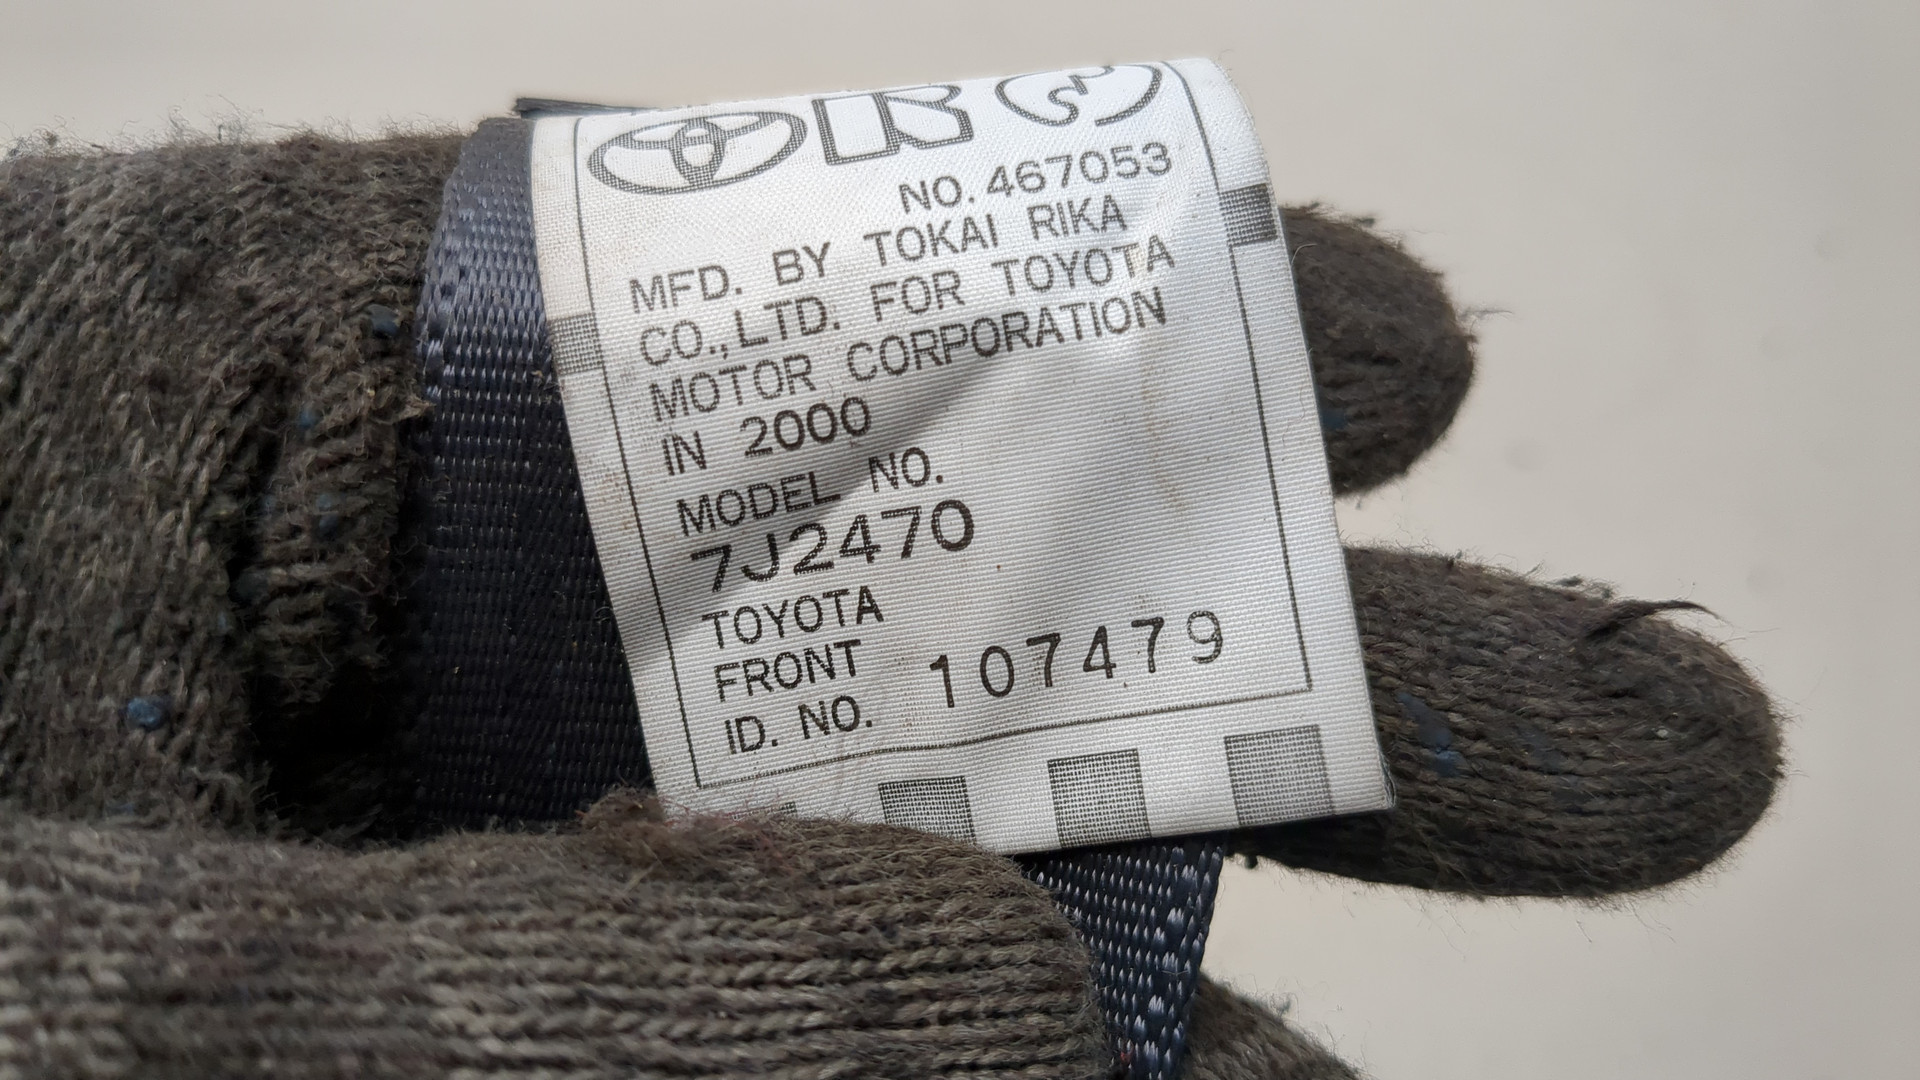 NO. 467053
MFD. BY TOKAI RIKA
CO., LTD. FOR TOYOTA
MOTOR CORPORATION
IN 2000
MODEL NO.
7J2470
TOYOTA
FRONT
ID. NO. 107479